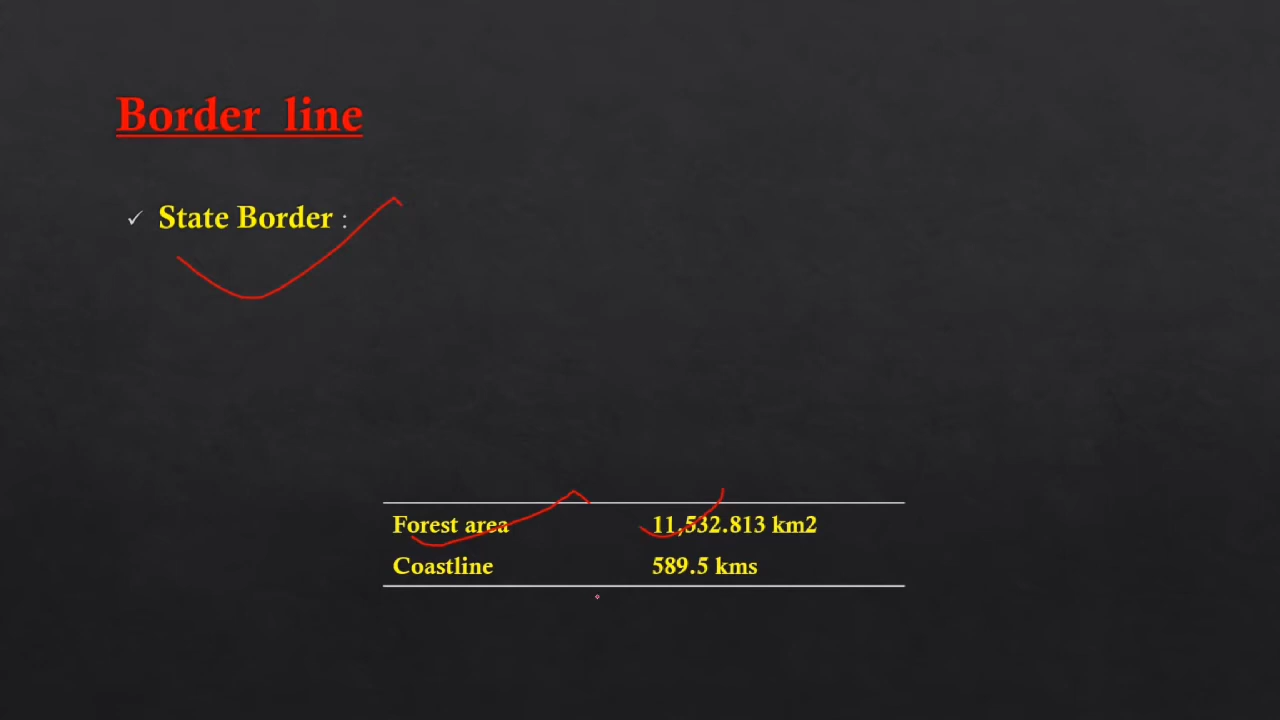 Border line
✓ State Border :
Forest area 11,532.813 km2
Coastline 589.5 kms